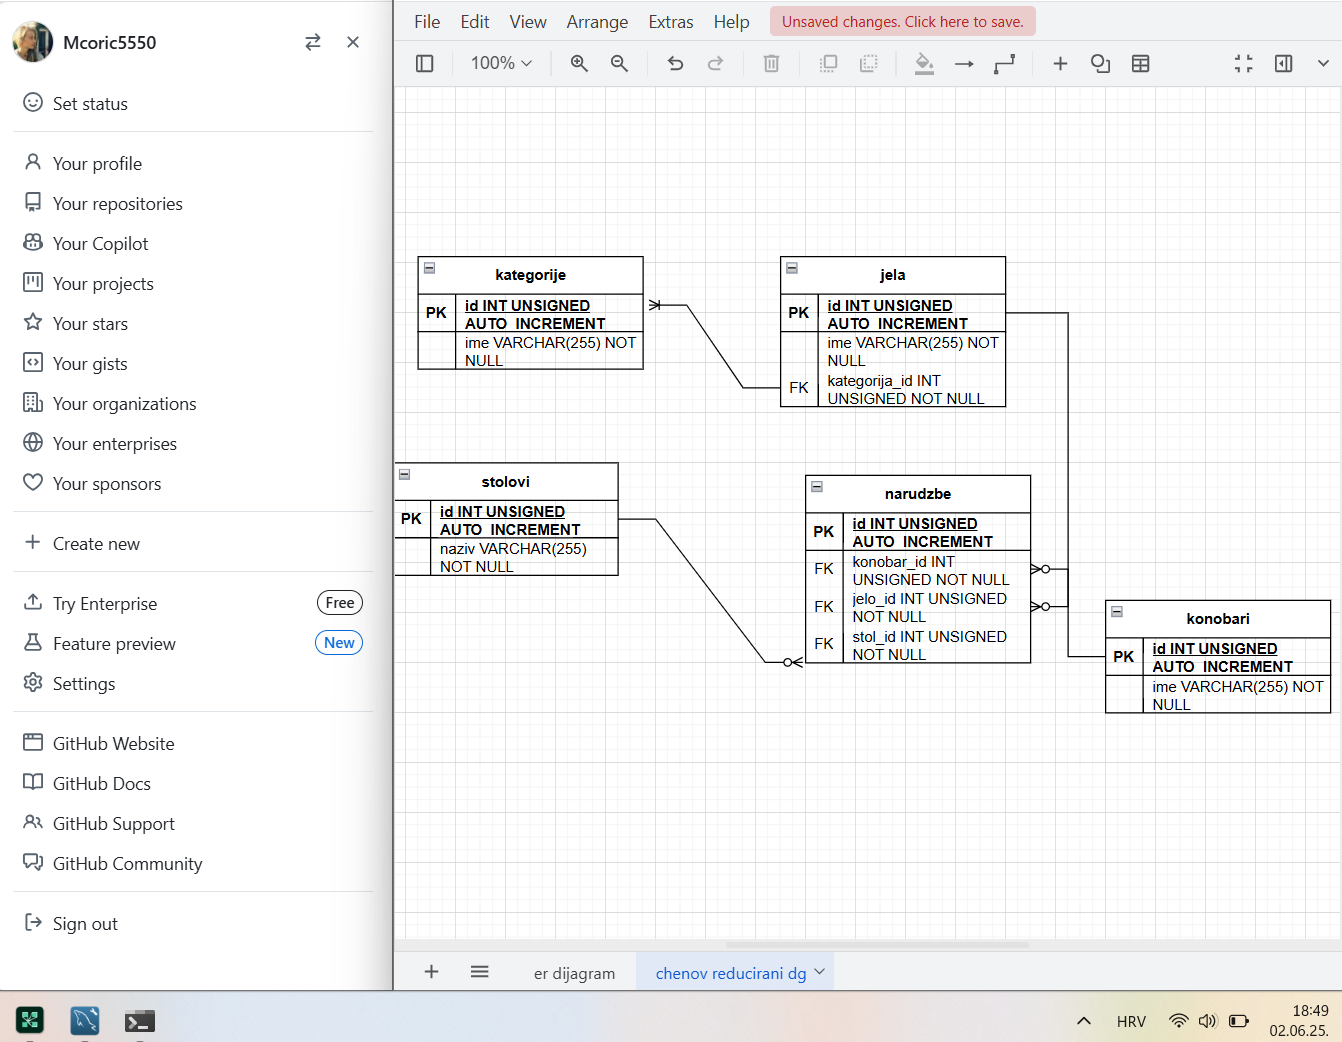 Mcoric5550
Set status
Your profile
Your repositories
Your Copilot
Your projects
Your stars
Your gists
Your organizations
Your enterprises
Your sponsors
Create new
Try Enterprise
Free
Feature preview
New
Settings
GitHub Website
GitHub Docs
GitHub Support
GitHub Community
Sign out
File Edit View Arrange Extras Help
Unsaved changes. Click here to save.
100%
kategorije
PK
id INT UNSIGNED
AUTO_INCREMENT
ime VARCHAR(255) NOT
NULL
jela
PK
id INT UNSIGNED
AUTO_INCREMENT
ime VARCHAR(255) NOT
NULL
FK
kategorija_id INT
UNSIGNED NOT NULL
stolovi
PK
id INT UNSIGNED
AUTO_INCREMENT
naziv VARCHAR(255)
NOT NULL
narudzbe
PK
id INT UNSIGNED
AUTO_INCREMENT
FK
konobar_id INT
UNSIGNED NOT NULL
FK
jelo_id INT UNSIGNED
NOT NULL
FK
stol_id INT UNSIGNED
NOT NULL
konobari
PK
id INT UNSIGNED
AUTO_INCREMENT
ime VARCHAR(255) NOT
NULL
er dijagram
chenov reducirani dg
HRV
18:49
02.06.25.